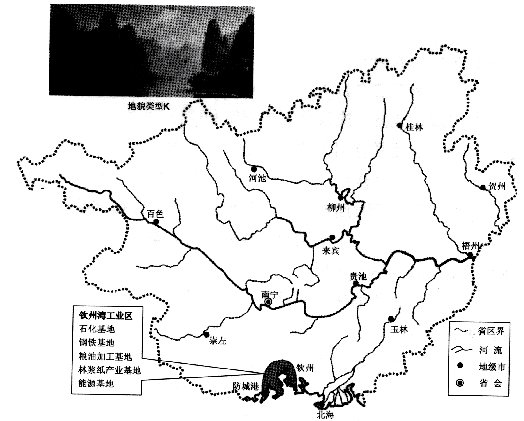 地貌类型K
桂林
河池
贺州
柳州
百色
来宾
梧州
贵池
南宁
钦州湾工业区
石化基地
钢铁基地
粮油加工基地
林浆纸产业基地
能源基地
崇左
玉林
钦州
防城港
北海
省区界
河流
地级市
省会